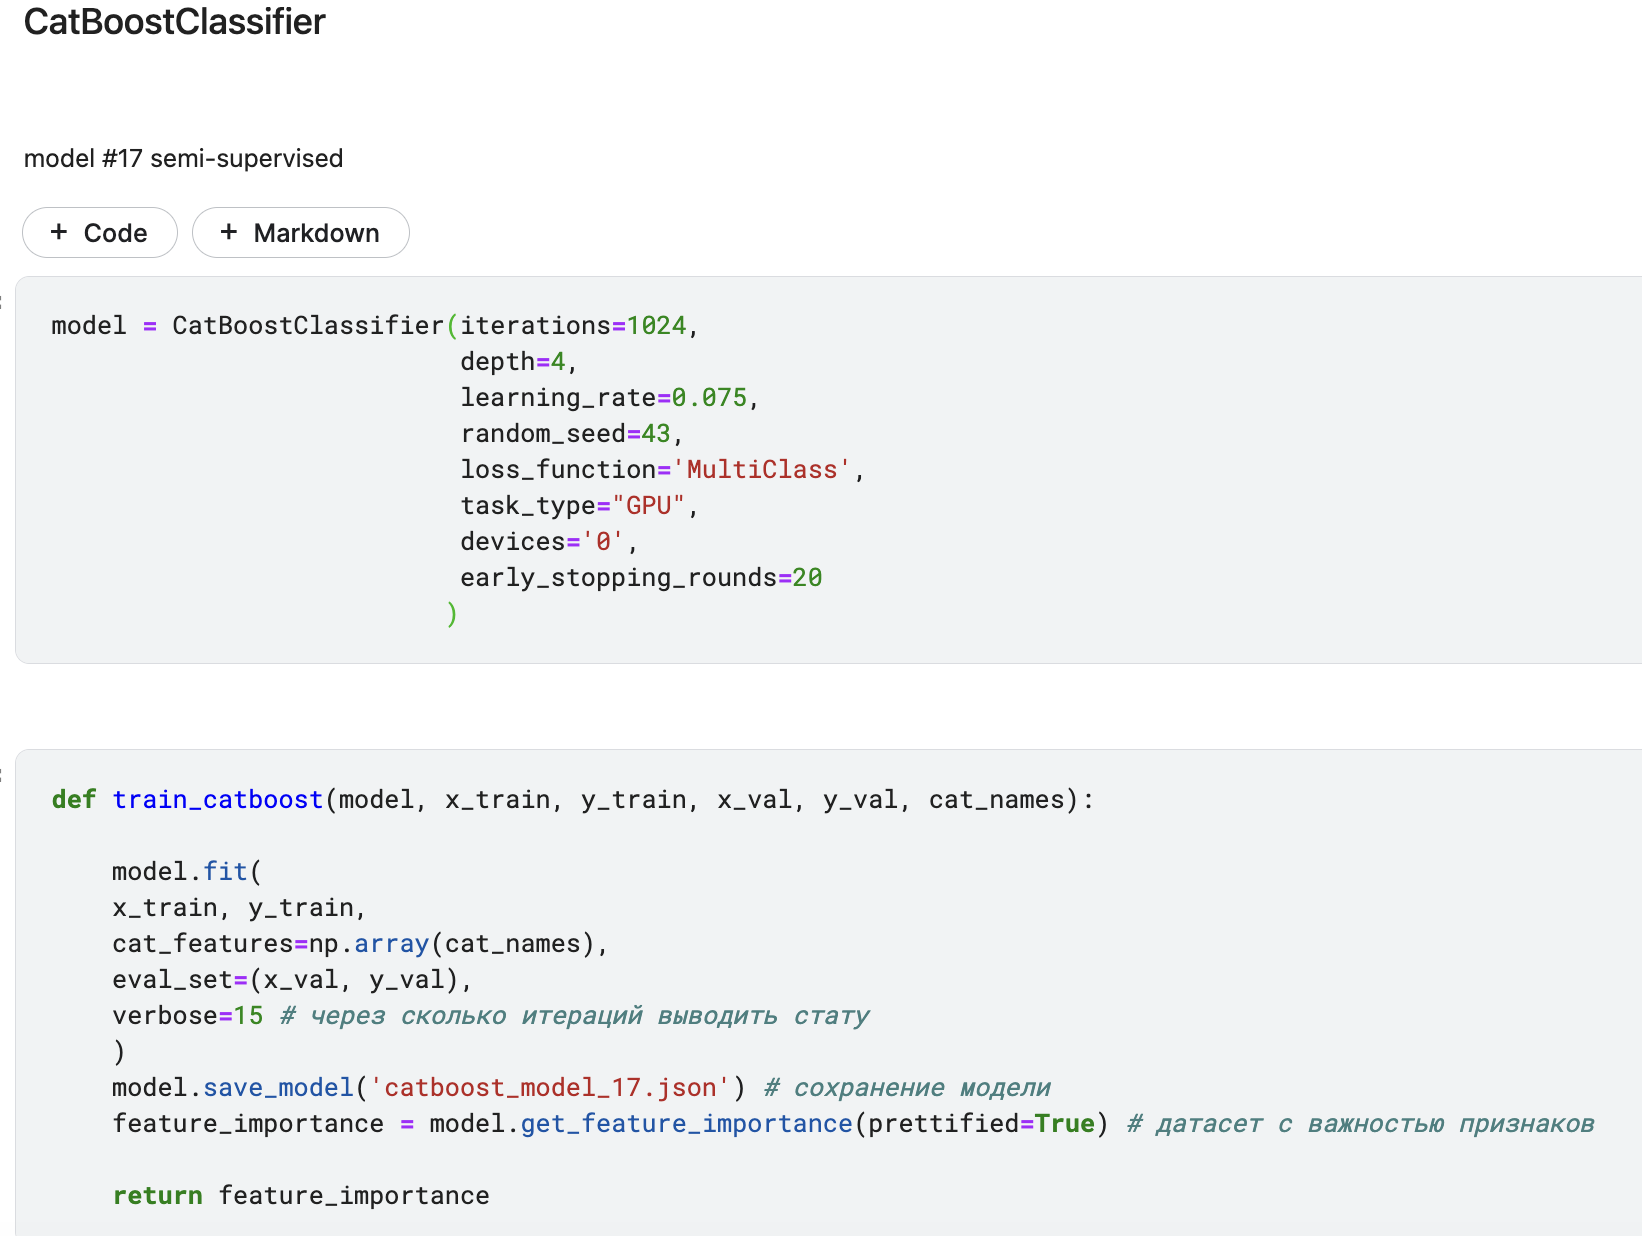 CatBoostClassifier
model #17 semi-supervised
+ Code + Markdown
model = CatBoostClassifier(iterations=1024,
depth=4,
learning_rate=0.075,
random_seed=43,
loss_function='MultiClass',
task_type="GPU",
devices='0',
early_stopping_rounds=20
)
def train_catboost(model, x_train, y_train, x_val, y_val, cat_names):
model.fit(
x_train, y_train,
cat_features=np.array(cat_names),
eval_set=(x_val, y_val),
verbose=15 # через сколько итераций выводить стату
)
model.save_model('catboost_model_17.json') # сохранение модели
feature_importance = model.get_feature_importance(prettified=True) # датасет с важностью признаков
return feature_importance